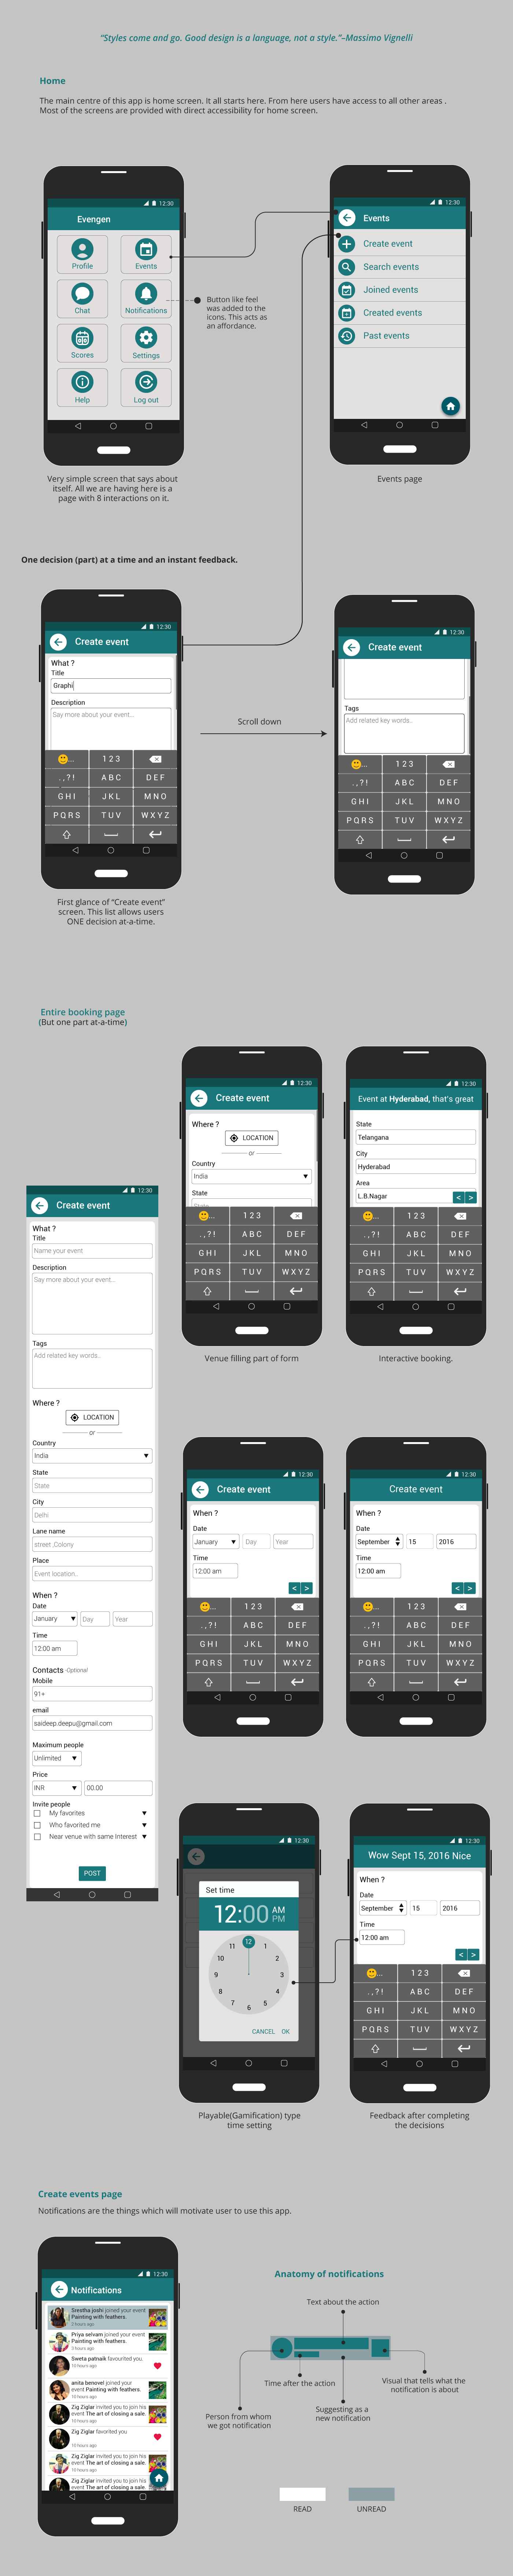 “Styles come and go. Good design is a language, not a style.”–Massimo Vignelli
Home
The main centre of this app is home screen. It all starts here. From here users have access to all other areas .
Most of the screens are provided with direct accessibility for home screen.
12:30
Evengen
Profile
Events
Chat
Notifications
Scores
Settings
Help
Log out
Button like feel
was added to the
icons. This acts as
an affordance.
Very simple screen that says about
itself. All we are having here is a
page with 8 interactions on it.
12:30
Events
Create event
Search events
Joined events
Created events
Past events
Events page
One decision (part) at a time and an instant feedback.
12:30
Create event
What ?
Title
Graphi
Description
Say more about your event...
1 2 3
. , ? !
A B C
D E F
G H I
J K L
M N O
P Q R S
T U V
W X Y Z
First glance of “Create event”
screen. This list allows users
ONE decision at-a-time.
Scroll down
12:30
Create event
Tags
Add related key words..
1 2 3
. , ? !
A B C
D E F
G H I
J K L
M N O
P Q R S
T U V
W X Y Z
Entire booking page
(But one part at-a-time)
12:30
Create event
What ?
Title
Name your event
Description
Say more about your event...
Tags
Add related key words..
Where ?
LOCATION
or
Country
India
State
State
City
Delhi
Lane name
street ,Colony
Place
Event location..
When ?
Date
January
Day
Year
Time
12:00 am
Contacts -Optional
Mobile
91+
email
saideep.deepu@gmail.com
Maximum people
Unlimited
Price
INR
00.00
Invite people
My favorites
Who favorited me
Near venue with same Interest
POST
12:30
Create event
Where ?
LOCATION
or
Country
India
State
State
1 2 3
. , ? !
A B C
D E F
G H I
J K L
M N O
P Q R S
T U V
W X Y Z
Venue filling part of form
12:30
Event at Hyderabad, that's great
State
Telangana
City
Hyderabad
Area
L.B.Nagar
< >
1 2 3
. , ? !
A B C
D E F
G H I
J K L
M N O
P Q R S
T U V
W X Y Z
Interactive booking.
12:30
Create event
When ?
Date
January
Day
Year
Time
12:00 am
< >
1 2 3
. , ? !
A B C
D E F
G H I
J K L
M N O
P Q R S
T U V
W X Y Z
12:30
Create event
When ?
Date
September
15
2016
Time
12:00 am
< >
1 2 3
. , ? !
A B C
D E F
G H I
J K L
M N O
P Q R S
T U V
W X Y Z
12:30
Set time
12:00 AM
PM
12
1
2
3
4
5
6
7
8
9
10
11
CANCEL OK
Playable(Gamification) type
time setting
12:30
Wow Sept 15, 2016 Nice
When ?
Date
September
15
2016
Time
12:00 am
< >
1 2 3
. , ? !
A B C
D E F
G H I
J K L
M N O
P Q R S
T U V
W X Y Z
Feedback after completing
the decisions
Create events page
Notifications are the things which will motivate user to use this app.
12:30
Notifications
Srestha joshi joined your event
Painting with feathers.
2 hours ago
Priya selvam joined your event
Painting with feathers.
3 hours ago
Sweta patnaik favourited you.
10 hours ago
anita benovel joined your
event Painting with feathers.
10 hours ago
Zig Ziglar invited you to join his
event The art of closing a sale.
10 hours ago
Zig Ziglar flavorited you
10 hours ago
Zig Ziglar invited you to join his
event The art of closing a sale.
10 hours ago
Zig Ziglar invited you to join his
event The art of closing a sale.
Anatomy of notifications
Text about the action
Time after the action
Visual that tells what the
notification is about
Person from whom
we got notification
Suggesting as a
new notification
READ
UNREAD